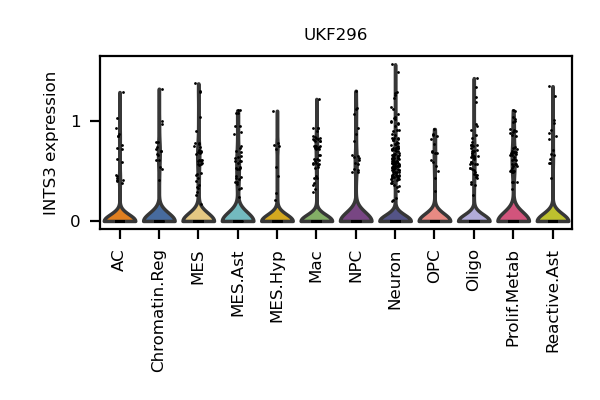 UKF296
INTS3 expression
1
0
AC
Chromatin.Reg
MES
MES.Ast
MES.Hyp
Mac
NPC
Neuron
OPC
Oligo
Prolif.Metab
Reactive.Ast